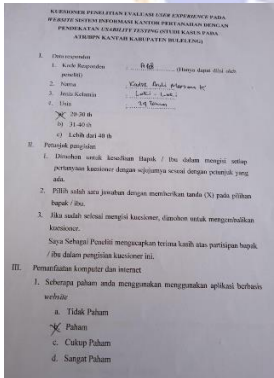 KUESIONER PENELITIAN EVALUASI USER EXPERIENCE PADA
WEBSITE SISTEM INFORMASI KANTOR PERTANAHAN DENGAN
PENDEKATAN USABILITY TESTING (STUDI KASUS PADA
ATR/BPN KANTAH KABUPATEN BULELENG)
I. Data responden
1. Kode Responden : (Hanya dapat diisi oleh
peneliti)
2. Nama : Kadek Andi
3. Jenis Kelamin : Laki - Laki
4. Usia : Tahun
X 20-30 th
b) 31-40 th
c) Lebih dari 40 th
II. Petunjuk pengisian
1. Dimohon untuk kesediaan Bapak / Ibu dalam mengisi setiap
pertanyaan kuesioner dengan sejujurnya sesuai dengan petunjuk yang
ada.
2. Pilih salah satu jawaban dengan memberikan tanda (X) pada pilihan
bapak / ibu.
3. Jika sudah selesai mengisi kuesioner, dimohon untuk mengembalikan
kuesioner.
Saya Sebagai Peneliti mengucapkan terima kasih atas partisipan bapak
/ ibu dalam pengisian kuesioner ini.
III. Pemanfaatan komputer dan internet
1. Seberapa paham anda menggunakan menggunakan aplikasi berbasis
website
a. Tidak Paham
X Paham
c. Cukup Paham
d. Sangat Paham